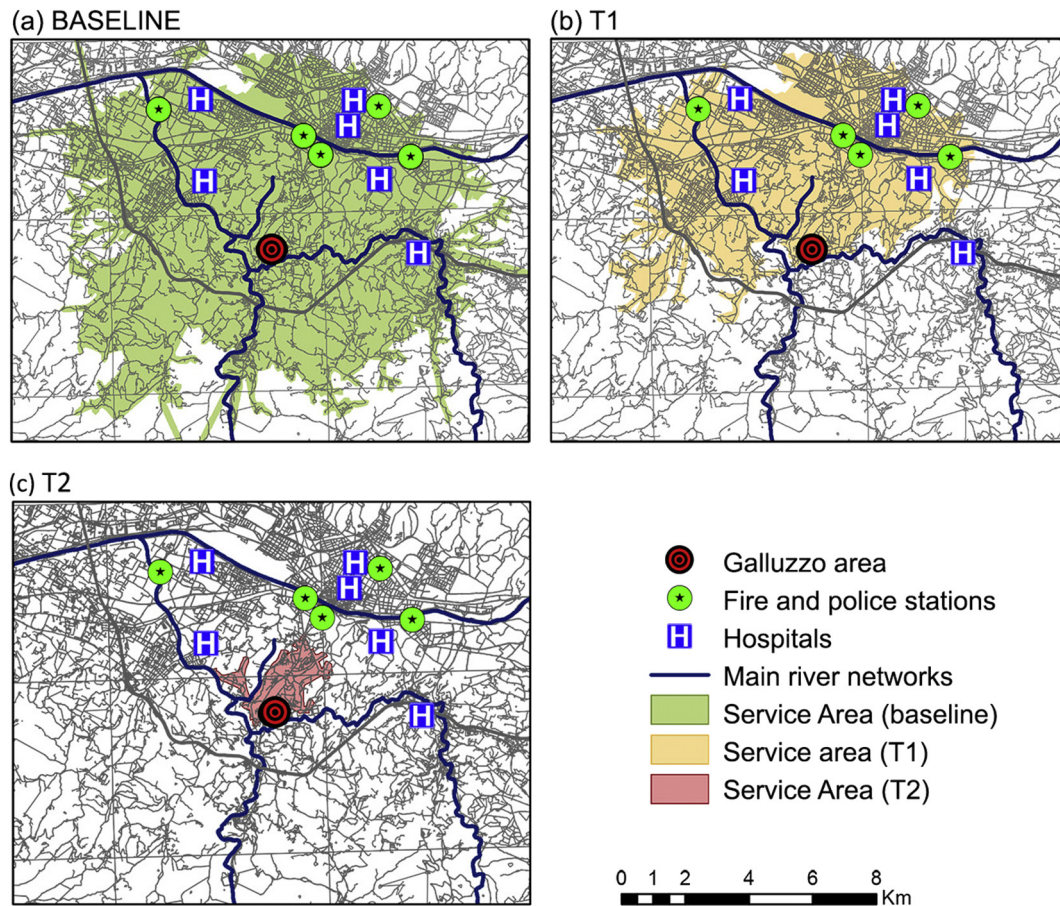 (a) BASELINE
(b) T1
H
H
H
H
H
H
H
H
H
H
H
H
(c) T2
H
H
H
H
H
H
Galluzzo area
Fire and police stations
H Hospitals
Main river networks
Service Area (baseline)
Service area (T1)
Service Area (T2)
0 1 2 4 6 8
Km